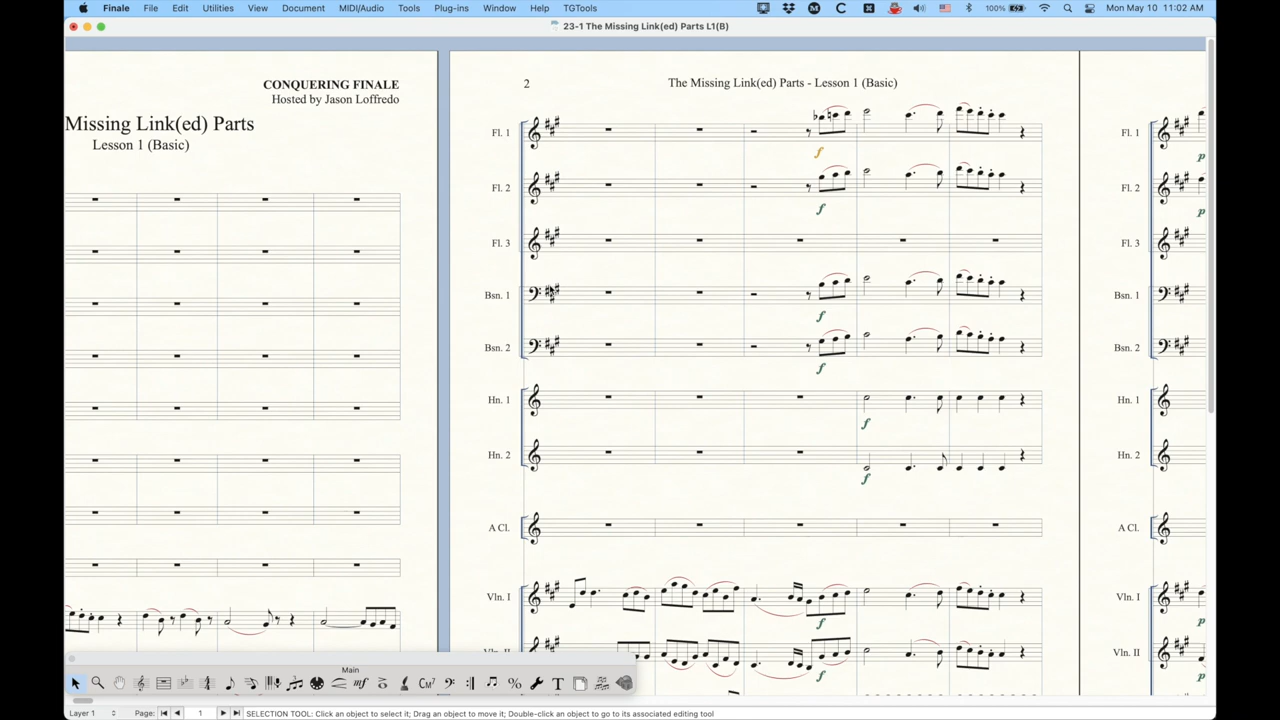 Finale File Edit Utilities View Document MIDI/Audio Tools Plug-ins Window Help TGTools 100% Mon May 10 11:02 AM
23-1 The Missing Link(ed) Parts L1(B)
CONQUERING FINALE
Hosted by Jason Loffredo
Missing Link(ed) Parts
Lesson 1 (Basic)
2 The Missing Link(ed) Parts - Lesson 1 (Basic)
Fl. 1 Fl. 1
f p
Fl. 2 Fl. 2
f p
Fl. 3 Fl. 3
Bsn. 1 Bsn. 1
f
Bsn. 2 Bsn. 2
f
Hn. 1 Hn. 1
f
Hn. 2 Hn. 2
f
A Cl. A Cl.
Vln. I Vln. I
f p
Vln. II Vln. II
f p
Main
mf CM7 % T
Layer 1 Page: 1 SELECTION TOOL: Click an object to select it; Drag an object to move it; Double-click an object to go to its associated editing tool